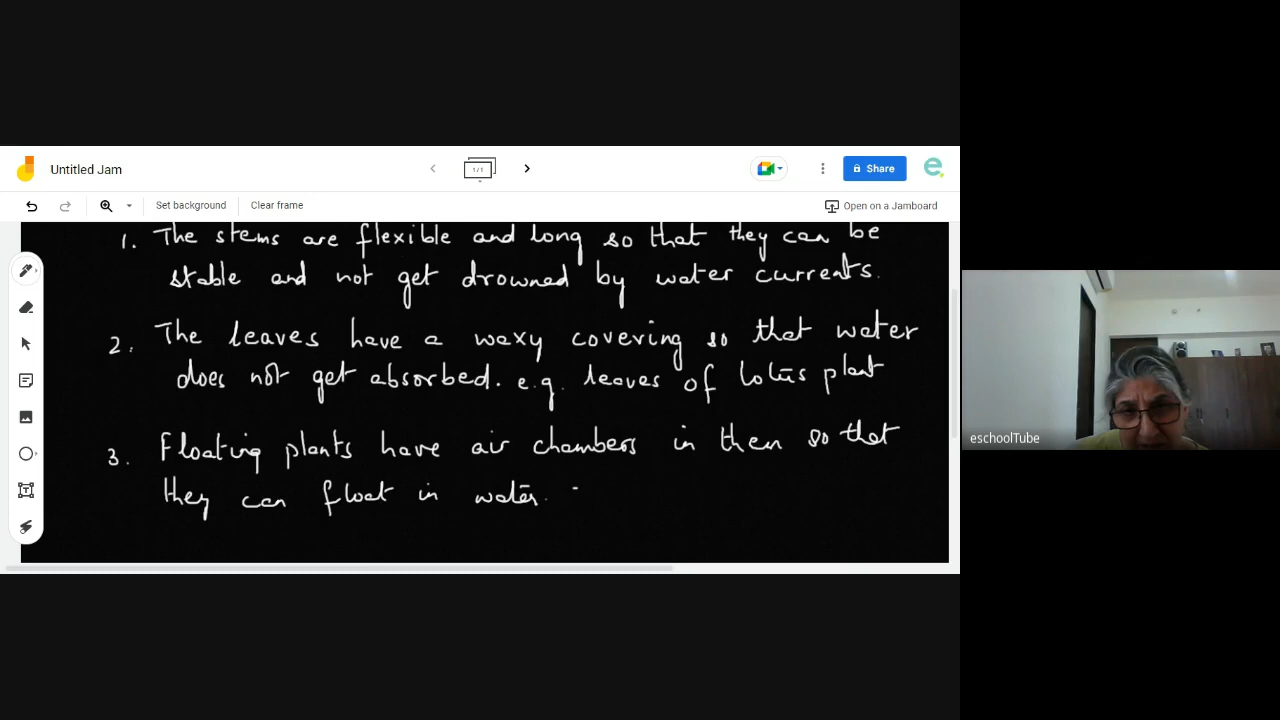 Untitled Jam
1/1
Share
Set background
Clear frame
Open on a Jamboard
1. The stems are flexible and long so that they can be
stable and not get drowned by water currents.
2. The leaves have a waxy covering so that water
does not get absorbed. e.g. leaves of lotus plant
3. Floating plants have air chambers in them so that
they can float in water.
eschoolTube